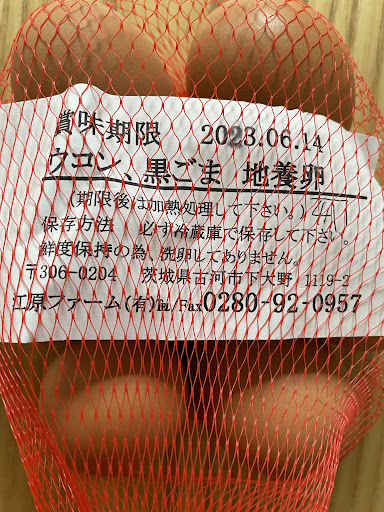 賞味期限 2023.06.14
ウコン、黒ごま 地養卵
(期限後は加熱処理して下さい。)
保存方法 必ず冷蔵庫で保存して下さい。
鮮度保持の為、洗卵してありません。
〒306-0204 茨城県古河市下大野 1119-2
江原ファーム(有)℡/Fax0280-92-0957